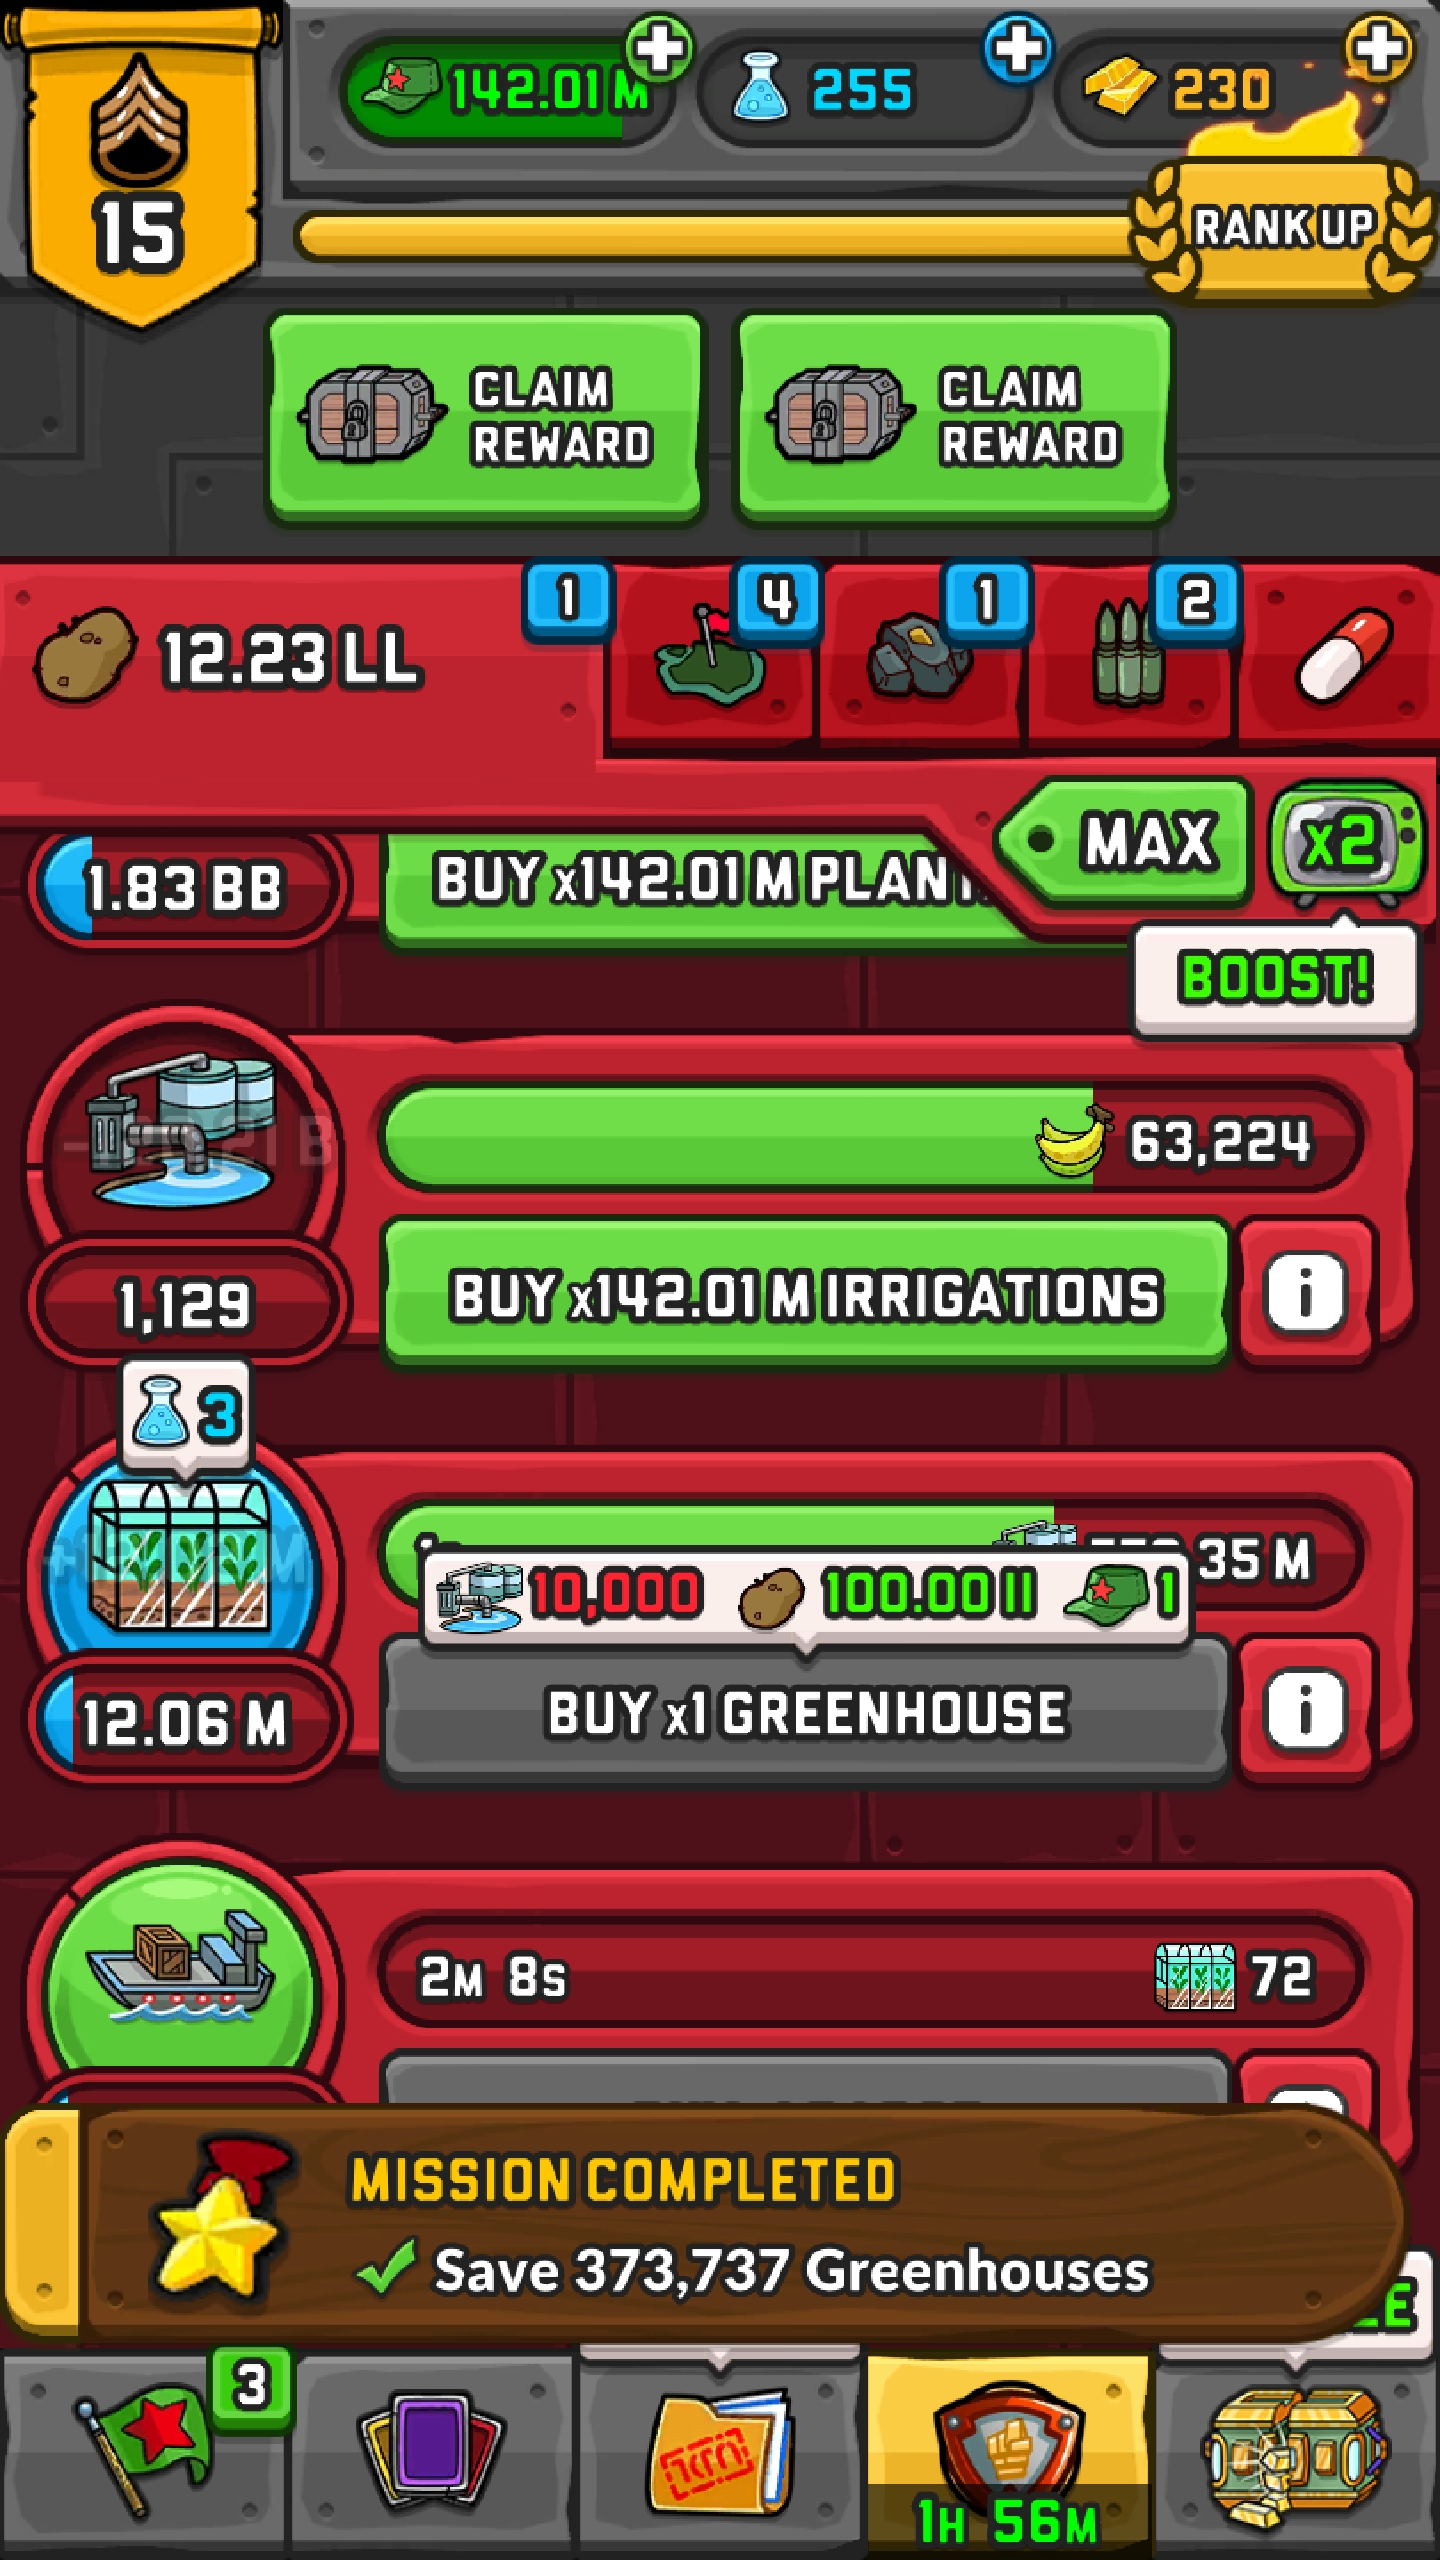 142.01 M
255
230
15
RANK UP
CLAIM
REWARD
CLAIM
REWARD
12.23 LL
1
4
1
2
MAX
x2
BOOST!
1.83 BB
BUY x142.01 M
63,224
1,129
BUY x142.01 M IRRIGATIONS
3
35 M
10,000
100.00 II
1
12.06 M
BUY x1 GREENHOUSE
2M 8S
72
MISSION COMPLETED
Save 373,737 Greenhouses
3
1H 56M